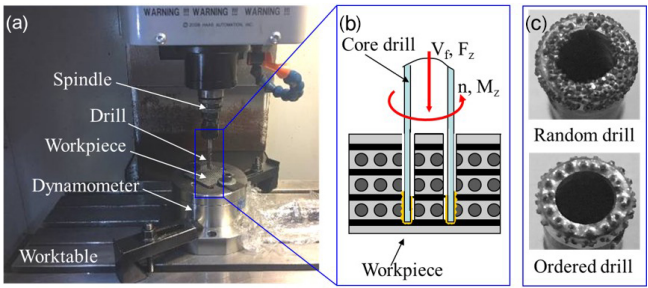 (a)
WARNING WARNING WARNING
Spindle
Drill
Workpiece
Dynamometer
Worktable
(b)
Core drill
Vf, Fz
n, Mz
Workpiece
(c)
Random drill
Ordered drill